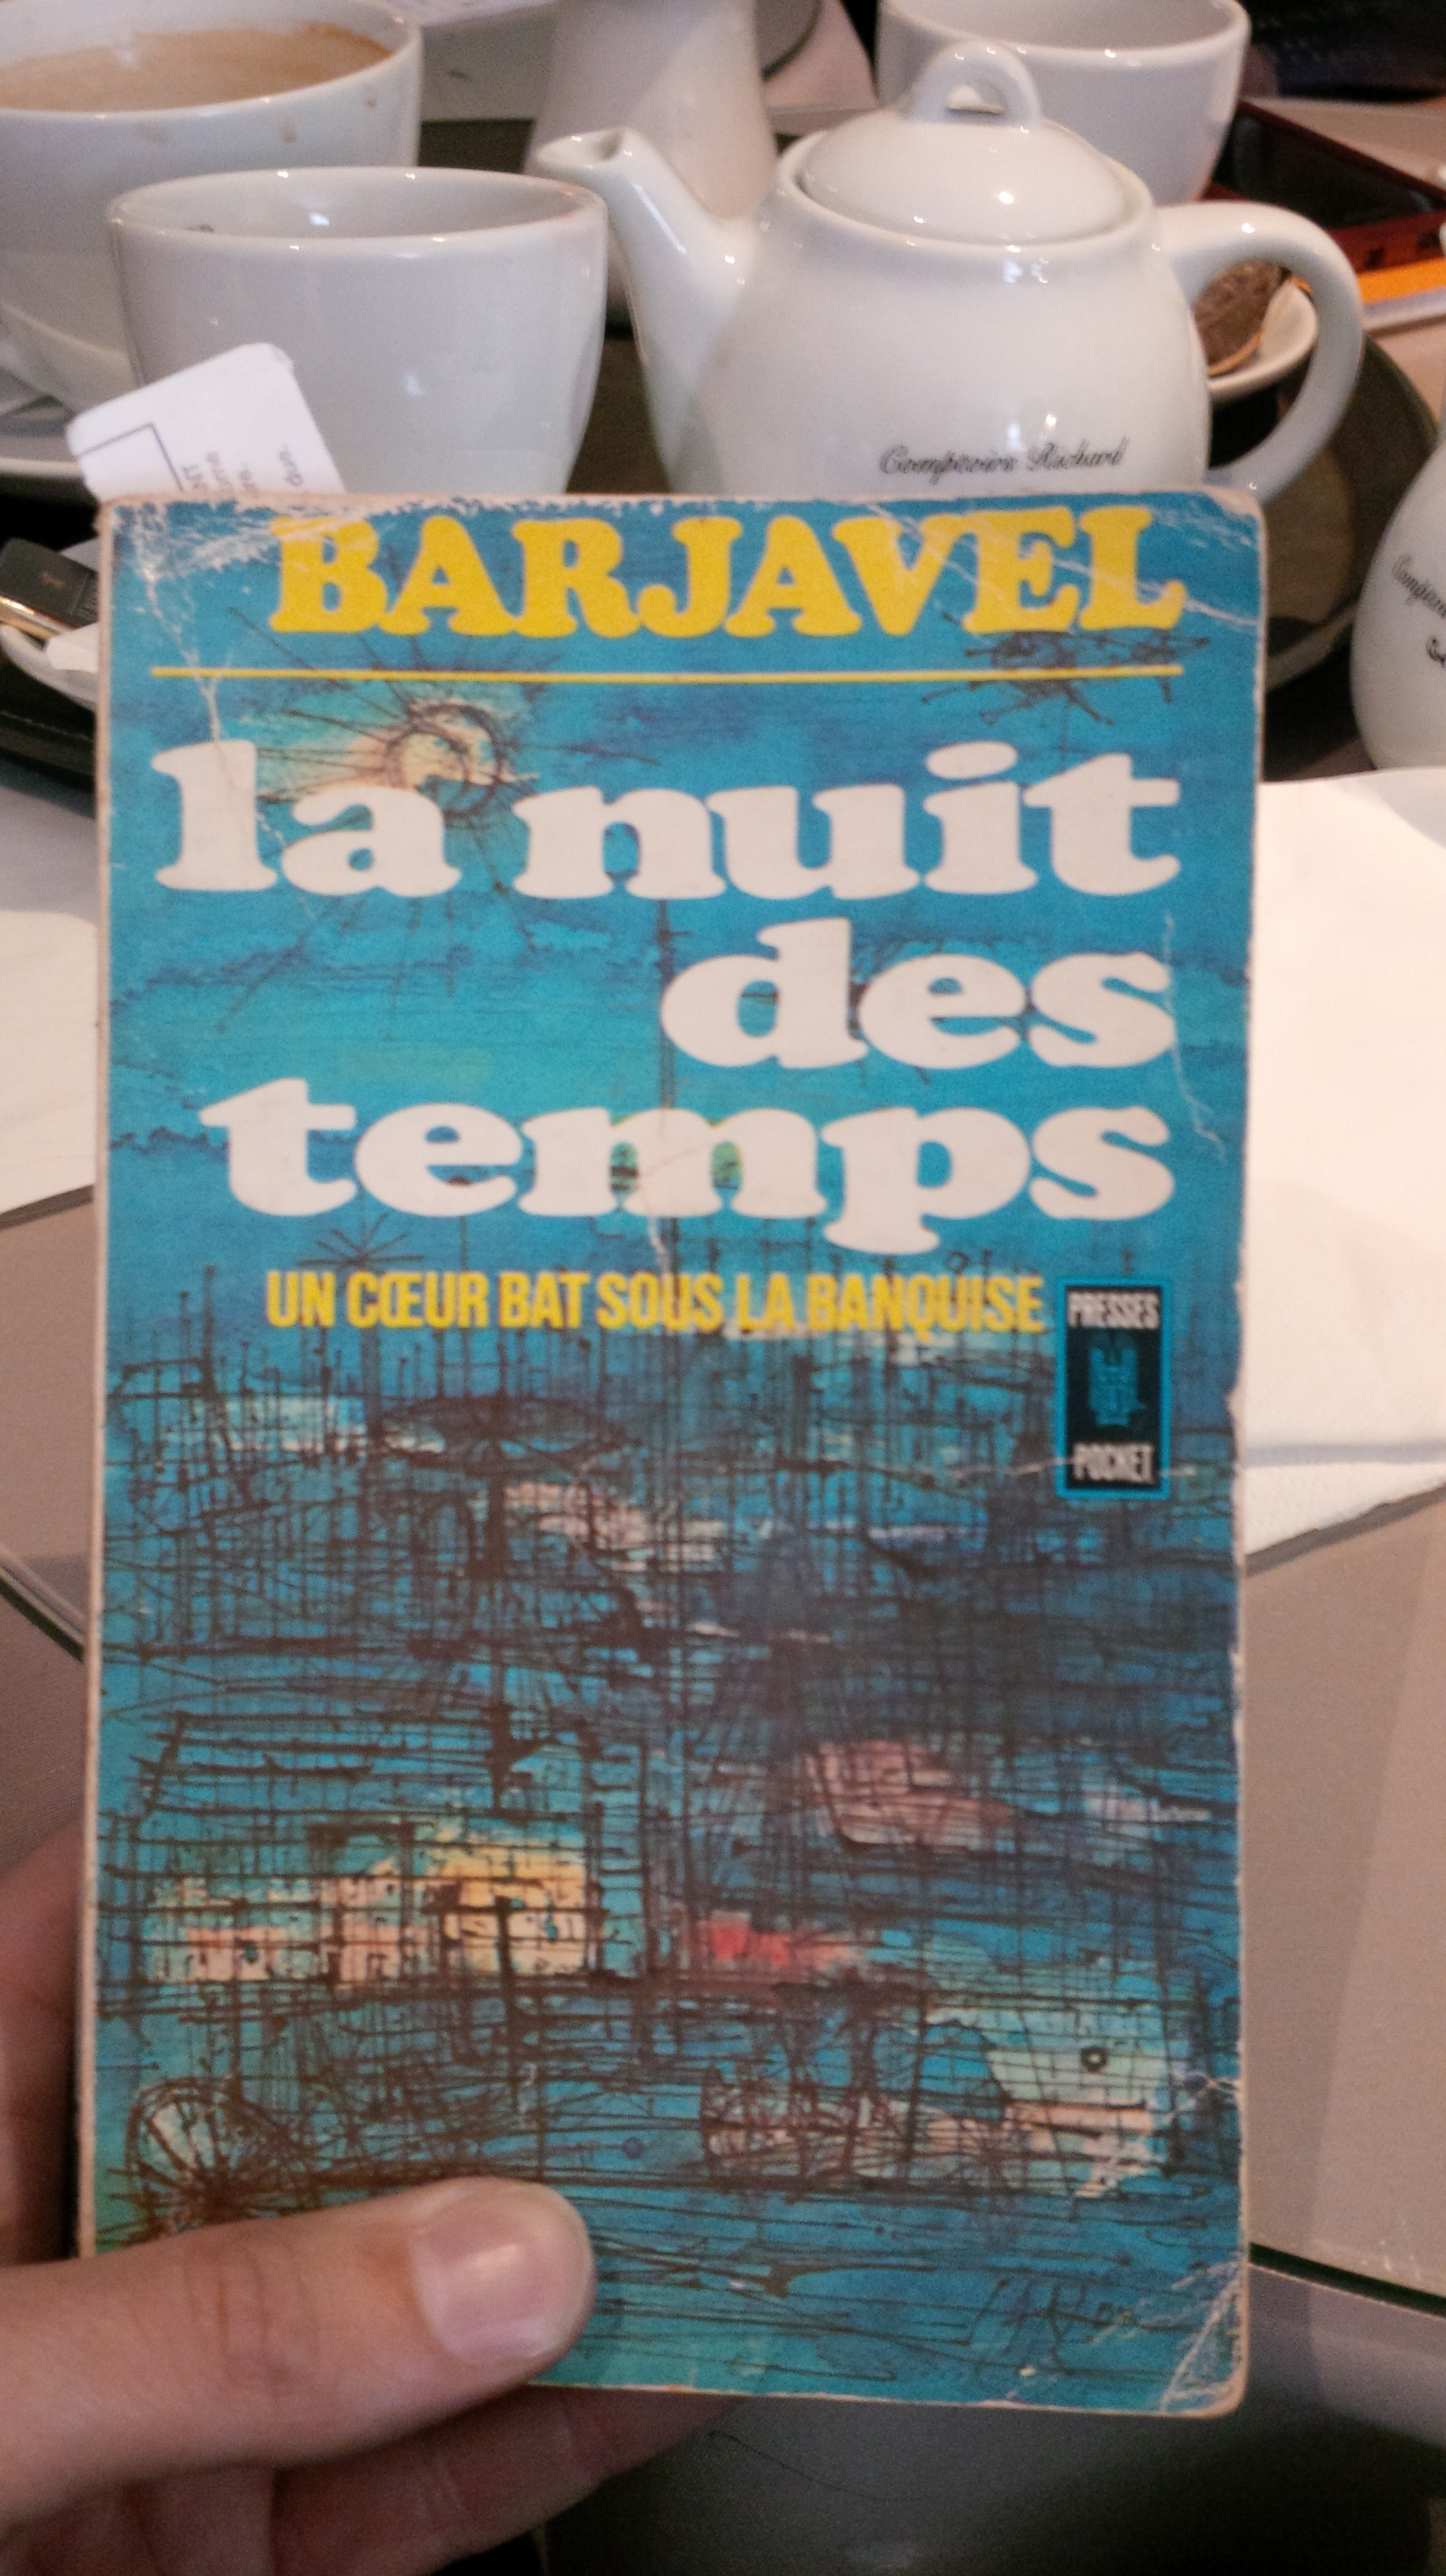 Comptoirs Richard
BARJAVEL
la nuit
des
temps
UN CŒUR BAT SOUS LA BANQUISE
PRESSES
POCKET